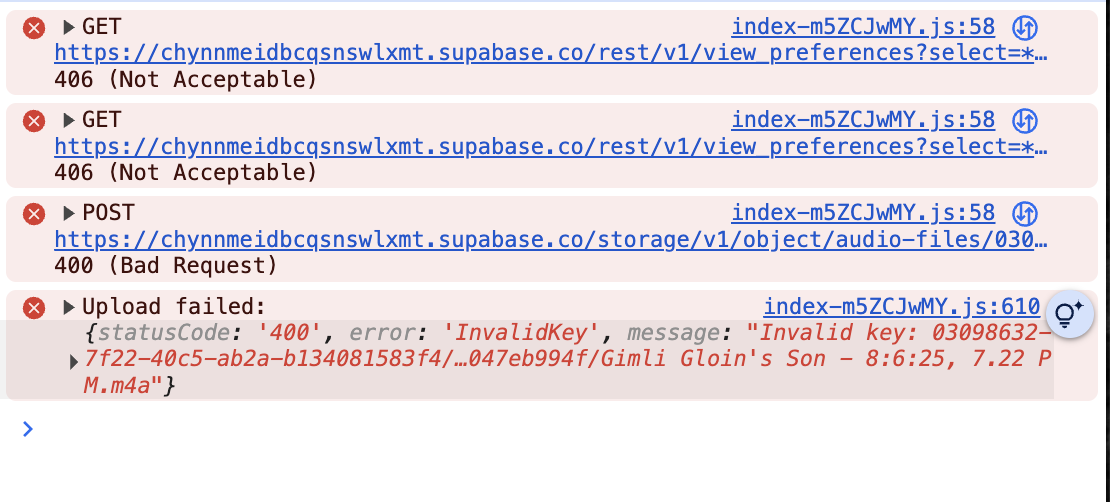 GET index-m5ZCJwMY.js:58
https://chynnmeidbcqsnswlxmt.supabase.co/rest/v1/view_preferences?select=*…
406 (Not Acceptable)
GET index-m5ZCJwMY.js:58
https://chynnmeidbcqsnswlxmt.supabase.co/rest/v1/view_preferences?select=*…
406 (Not Acceptable)
POST index-m5ZCJwMY.js:58
https://chynnmeidbcqsnswlxmt.supabase.co/storage/v1/object/audio-files/030…
400 (Bad Request)
Upload failed: index-m5ZCJwMY.js:610
{statusCode: '400', error: 'InvalidKey', message: "Invalid key: 03098632-
7f22-40c5-ab2a-b134081583f4/…047eb994f/Gimli Gloin's Son – 8:6:25, 7.22 P
M.m4a"}